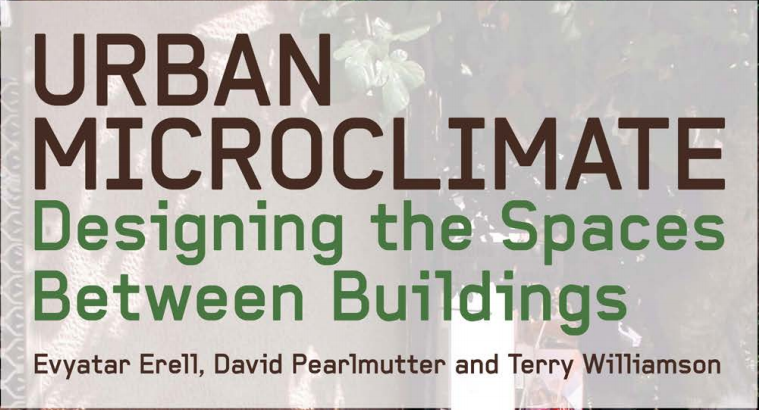 URBAN
MICROCLIMATE
Designing the Spaces
Between Buildings
Evyatar Erell, David Pearlmutter and Terry Williamson